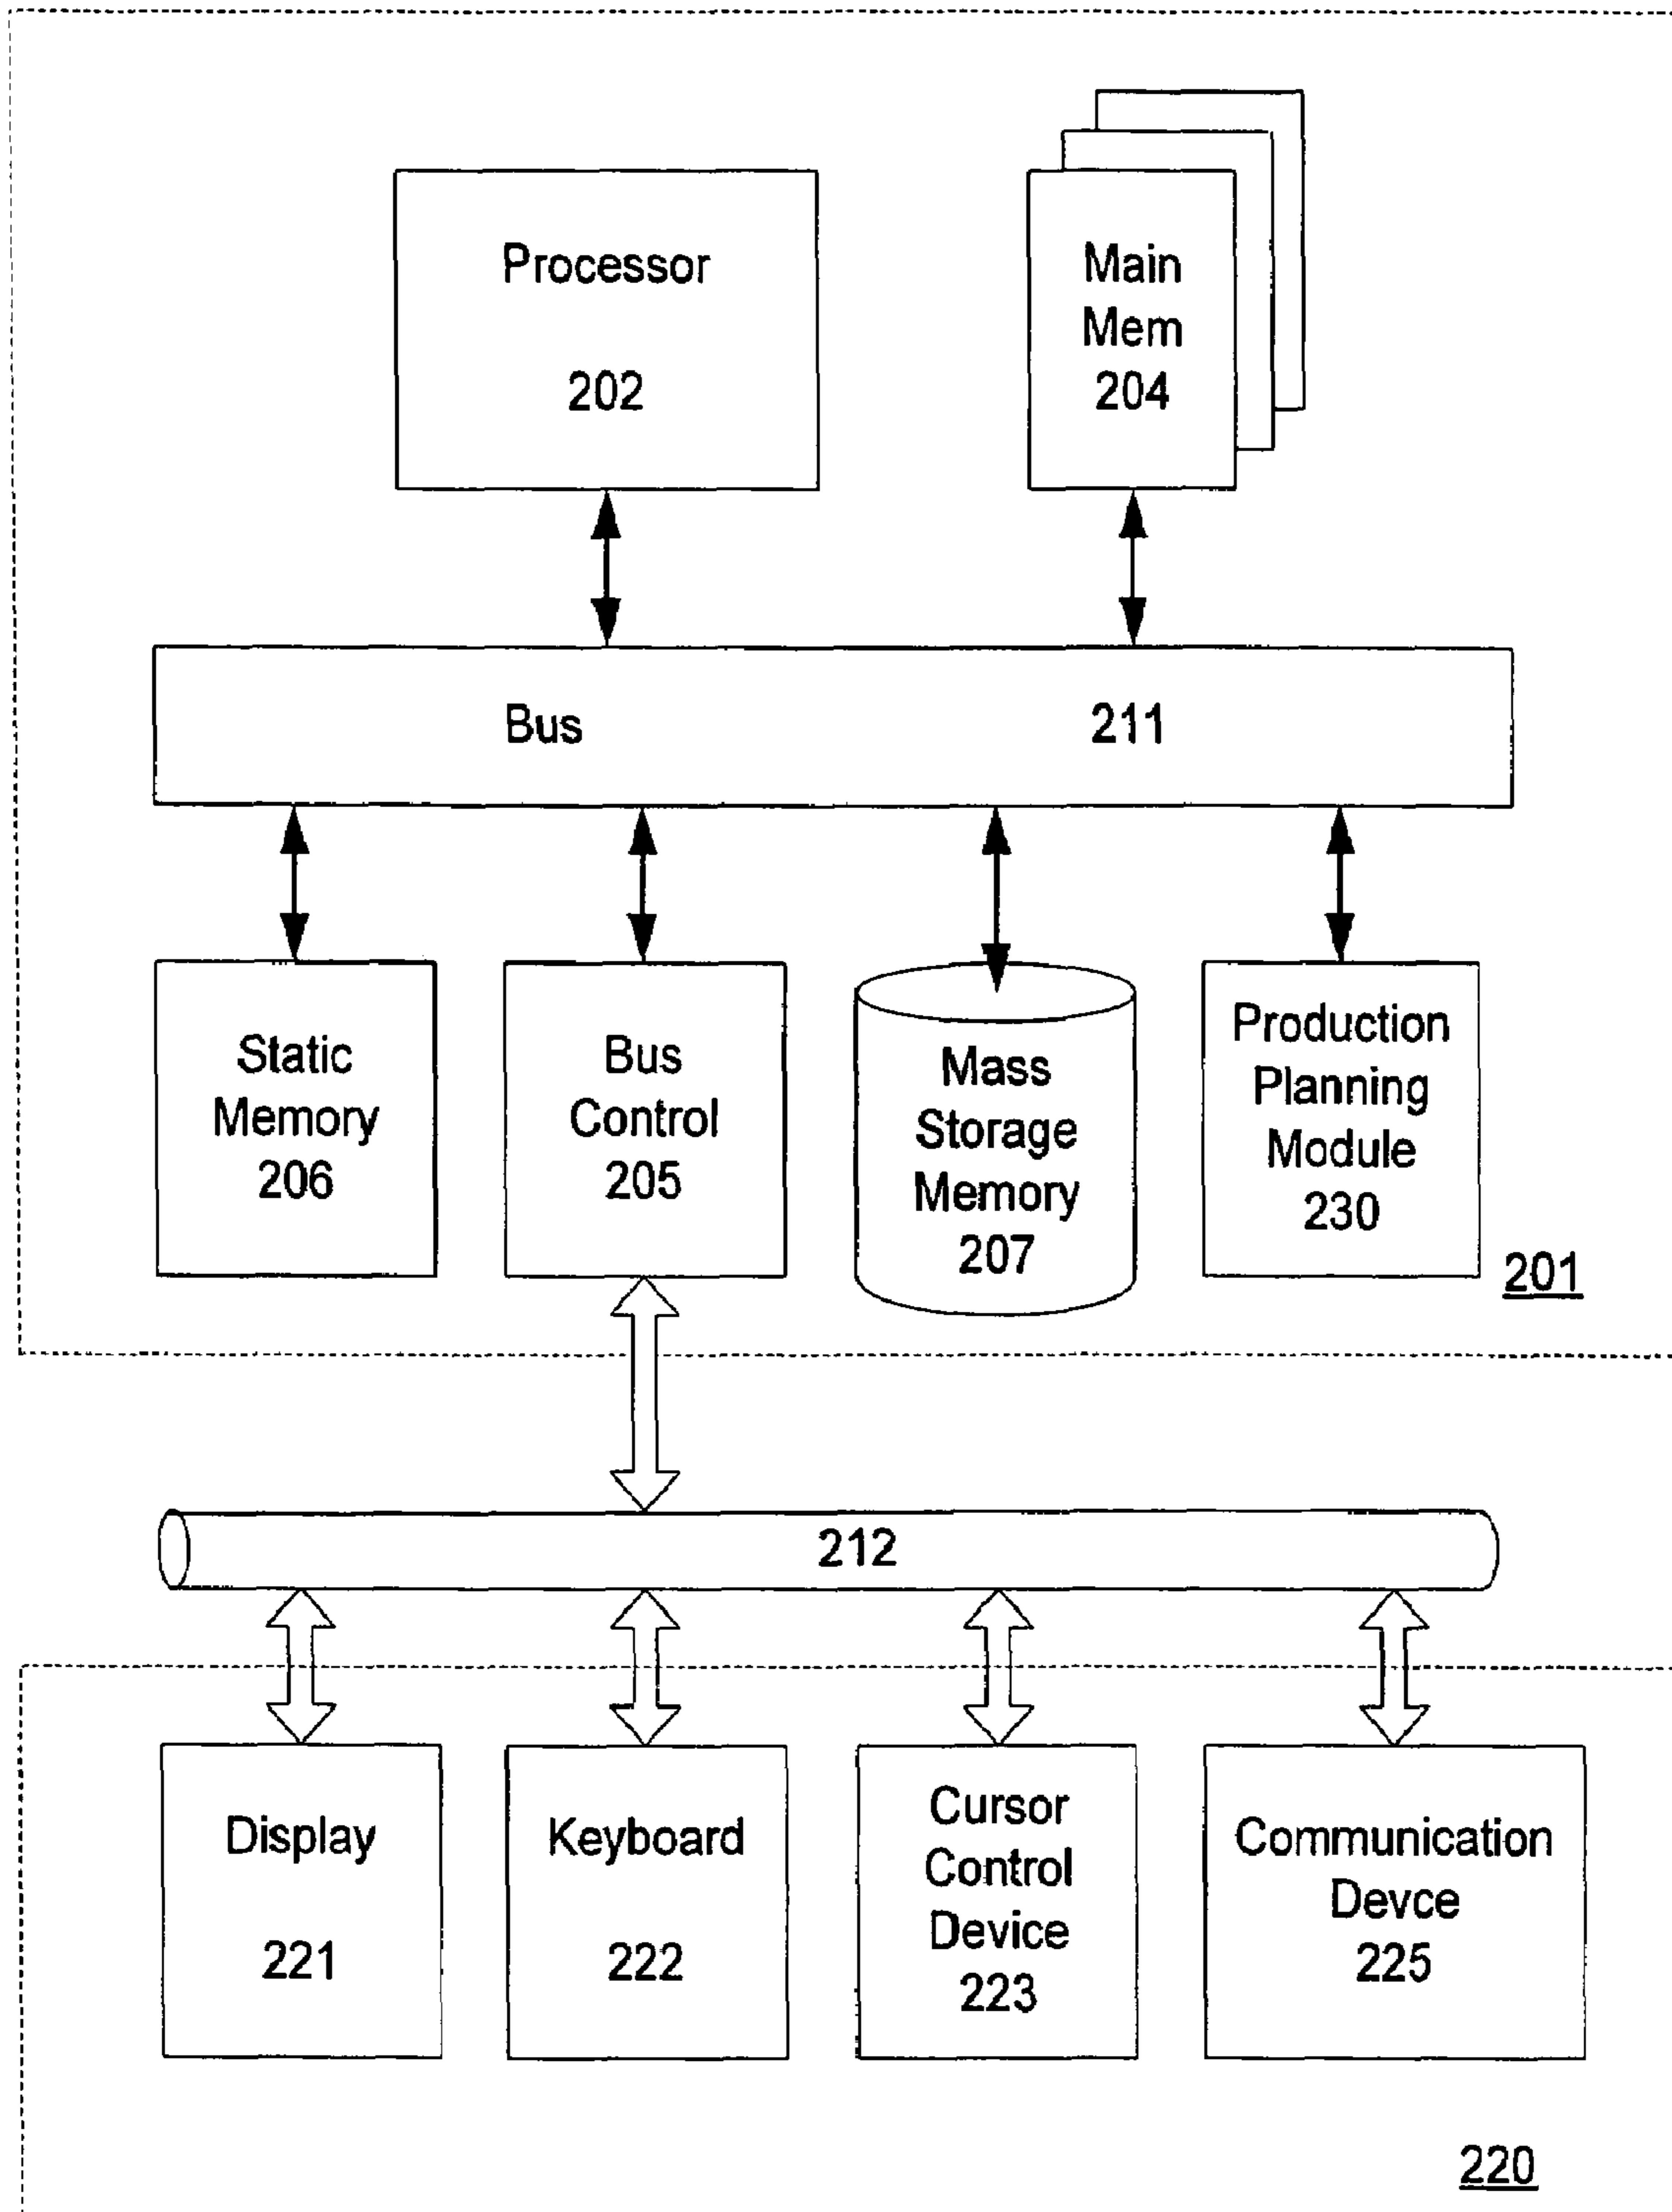 Processor
202
Main
Mem
204
Bus 211
Static
Memory
206
Bus
Control
205
Mass
Storage
Memory
207
Production
Planning
Module
230
201
212
Display
221
Keyboard
222
Cursor
Control
Device
223
Communication
Devce
225
220